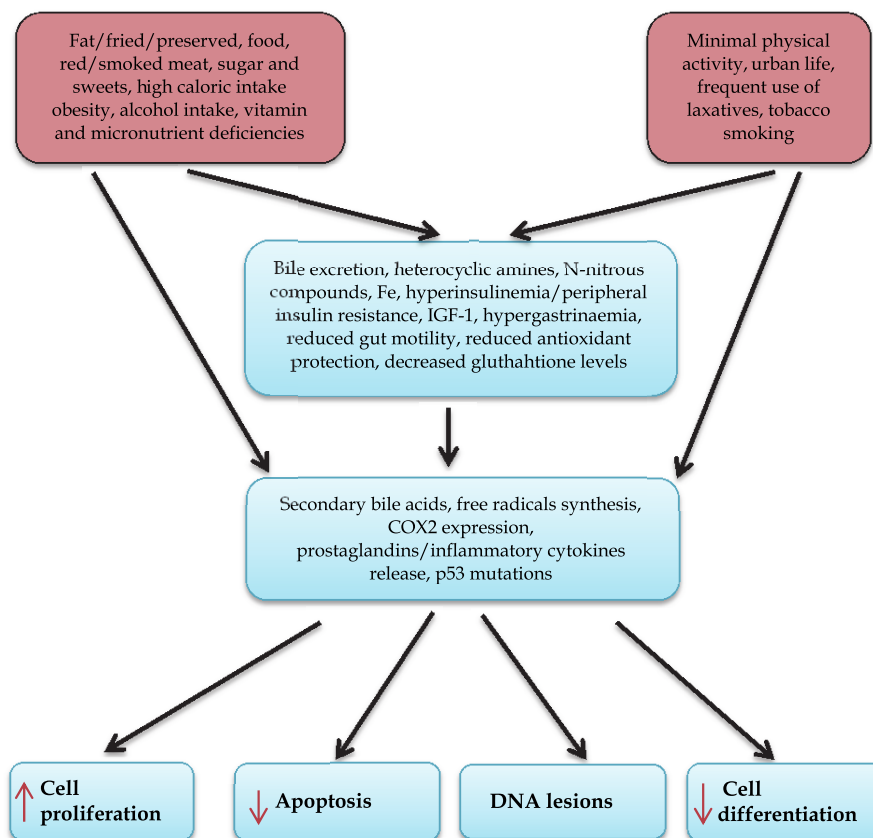 Fat/fried/preserved, food,
red/smoked meat, sugar and
sweets, high caloric intake
obesity, alcohol intake, vitamin
and micronutrient deficiencies
Minimal physical
activity, urban life,
frequent use of
laxatives, tobacco
smoking
Bile excretion, heterocyclic amines, N-nitrous
compounds, Fe, hyperinsulinemia/peripheral
insulin resistance, IGF-1, hypergastrinaemia,
reduced gut motility, reduced antioxidant
protection, decreased gluthahtione levels
Secondary bile acids, free radicals synthesis,
COX2 expression,
prostaglandins/inflammatory cytokines
release, p53 mutations
Cell
proliferation
Apoptosis
DNA lesions
Cell
differentiation